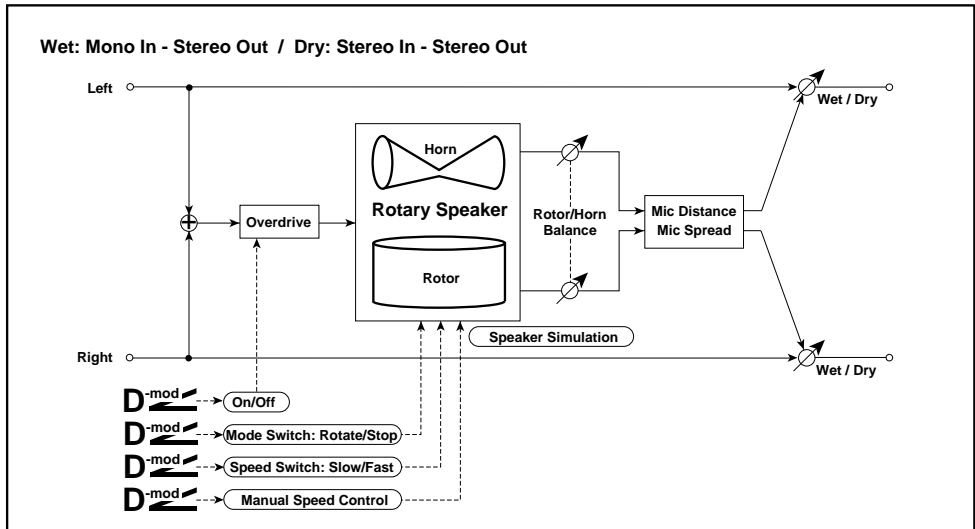 Wet: Mono In - Stereo Out / Dry: Stereo In - Stereo Out
Left
Wet / Dry
Horn
Rotary Speaker
Overdrive
Rotor/Horn
Balance
Mic Distance
Mic Spread
Rotor
Speaker Simulation
Right
Wet / Dry
D-mod
On/Off
D-mod
Mode Switch: Rotate/Stop
D-mod
Speed Switch: Slow/Fast
D-mod
Manual Speed Control